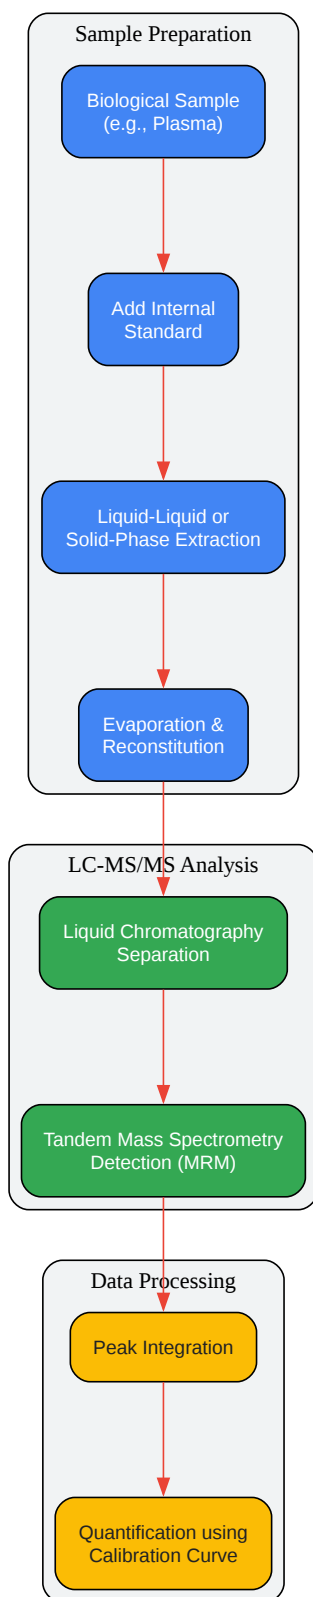 Sample Preparation
Biological Sample
(e.g., Plasma)
Add Internal
Standard
Liquid-Liquid or
Solid-Phase Extraction
Evaporation &
Reconstitution
LC-MS/MS Analysis
Liquid Chromatography
Separation
Tandem Mass Spectrometry
Detection (MRM)
Data Processing
Peak Integration
Quantification using
Calibration Curve